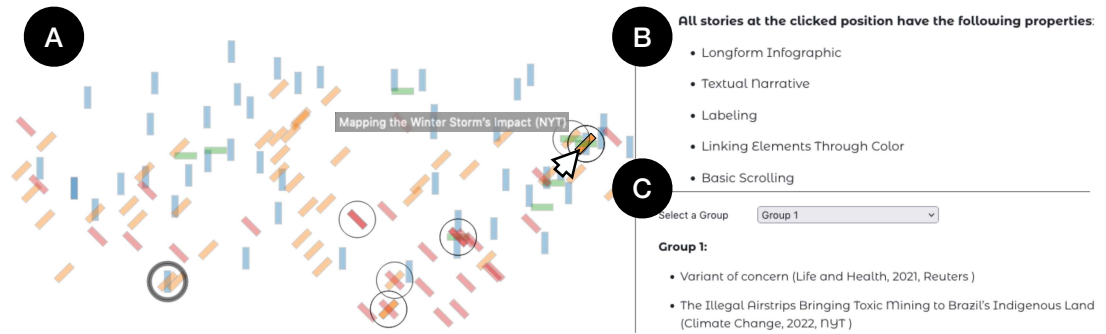 A
Mapping the Winter Storm's Impact (NYT)
B
All stories at the clicked position have the following properties:
• Longform Infographic
• Textual Narrative
• Labeling
• Linking Elements Through Color
• Basic Scrolling
C
Select a Group Group 1
Group 1:
• Variant of concern (Life and Health, 2021, Reuters )
• The Illegal Airstrips Bringing Toxic Mining to Brazil's Indigenous Land
(Climate Change, 2022, NYT )